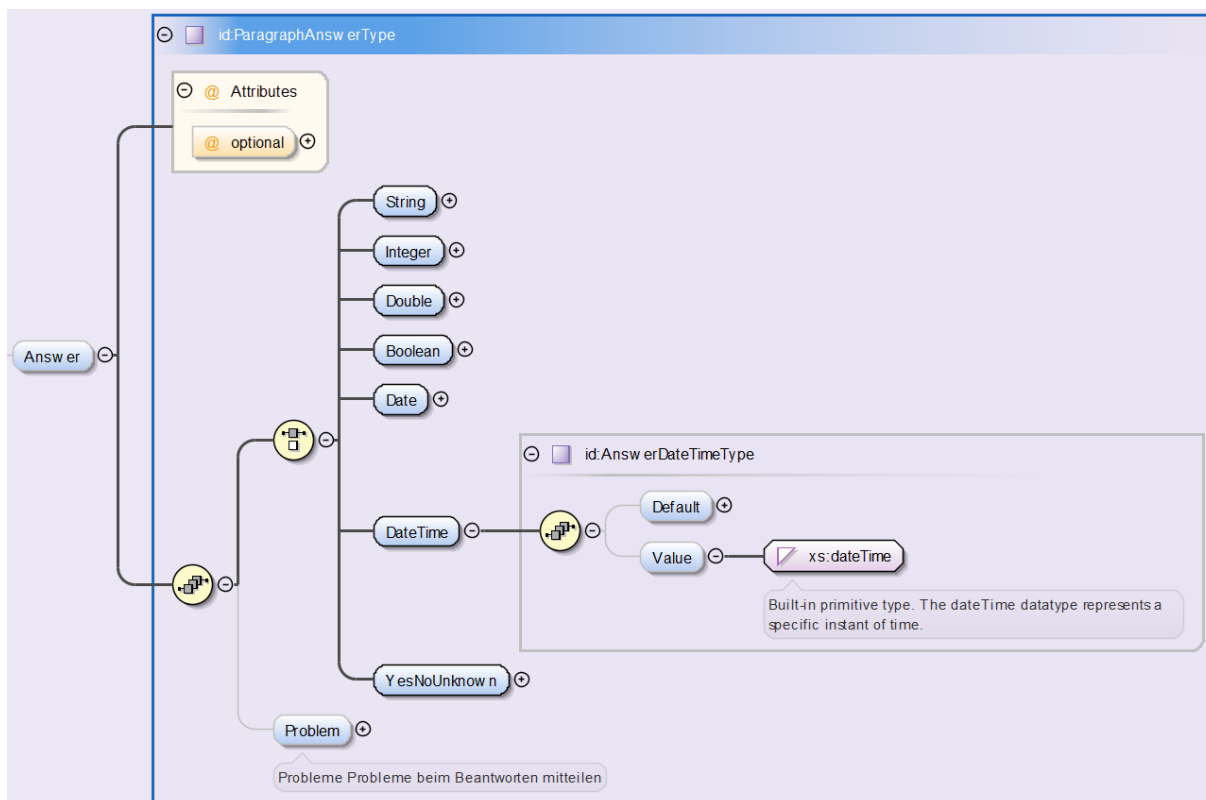 id:ParagraphAnswerType
@ Attributes
@ optional
String
Integer
Double
Boolean
Answer
Date
id:AnswerDateTimeType
Default
DateTime
Value
xs:dateTime
Built-in primitive type. The dateTime datatype represents a
specific instant of time.
YesNoUnknown
Problem
Probleme Probleme beim Beantworten mitteilen